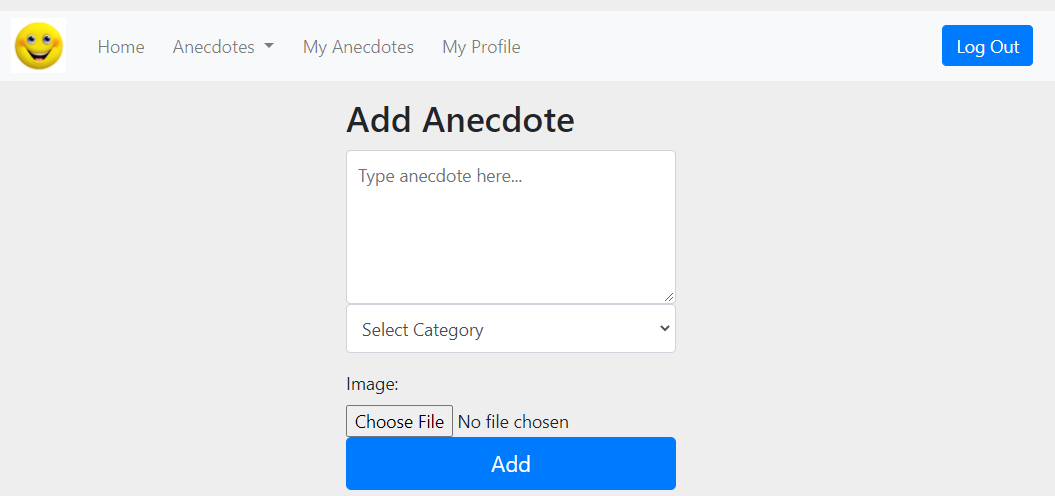 Home Anecdotes My Anecdotes My Profile Log Out
Add Anecdote
Type anecdote here...
Select Category
Image:
Choose File No file chosen
Add